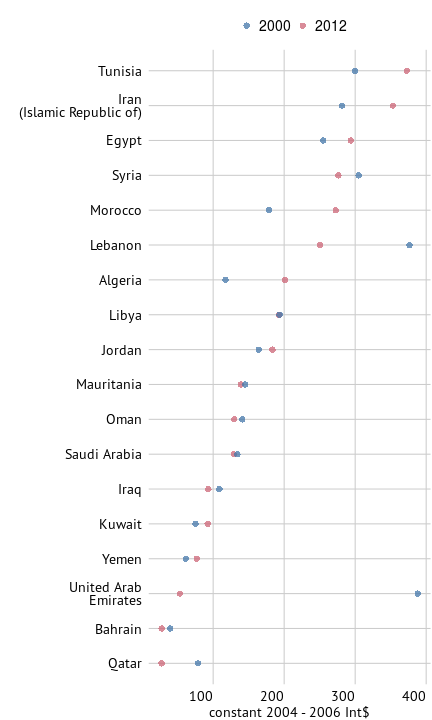 2000 2012
Tunisia
Iran
(Islamic Republic of)
Egypt
Syria
Morocco
Lebanon
Algeria
Libya
Jordan
Mauritania
Oman
Saudi Arabia
Iraq
Kuwait
Yemen
United Arab
Emirates
Bahrain
Qatar
100 200 300 400
constant 2004 - 2006 Int$